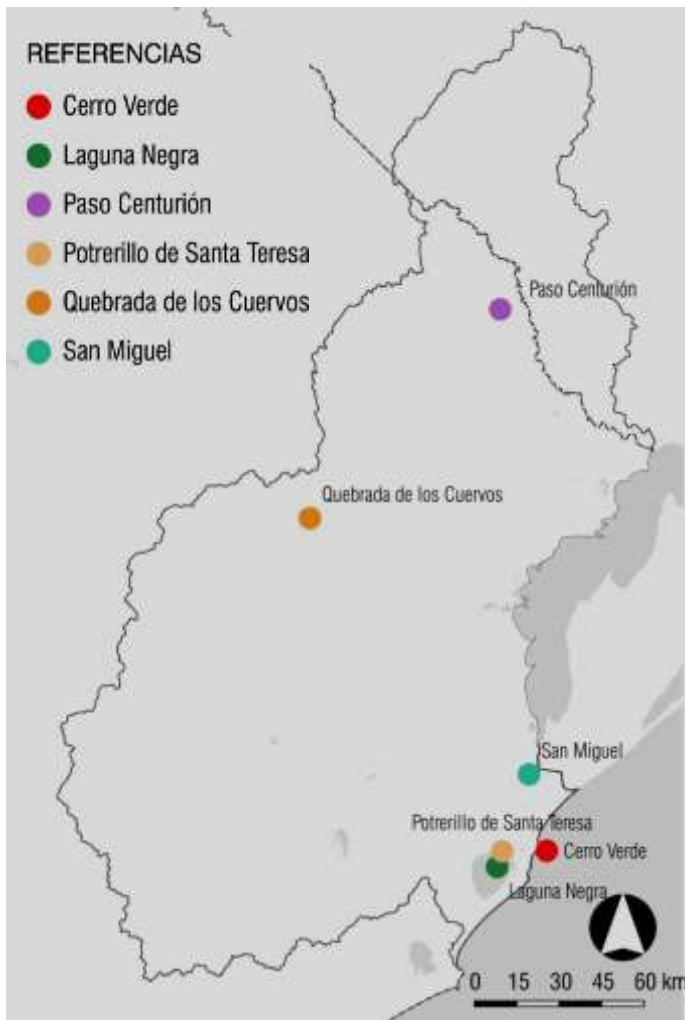 REFERENCIAS
Cerro Verde
Laguna Negra
Paso Centurión
Potrerillo de Santa Teresa
Quebrada de los Cuervos
San Miguel
Paso Centurión
Quebrada de los Cuervos
San Miguel
Potrerillo de Santa Teresa
Cerro Verde
Laguna Negra
0 15 30 45 60 km